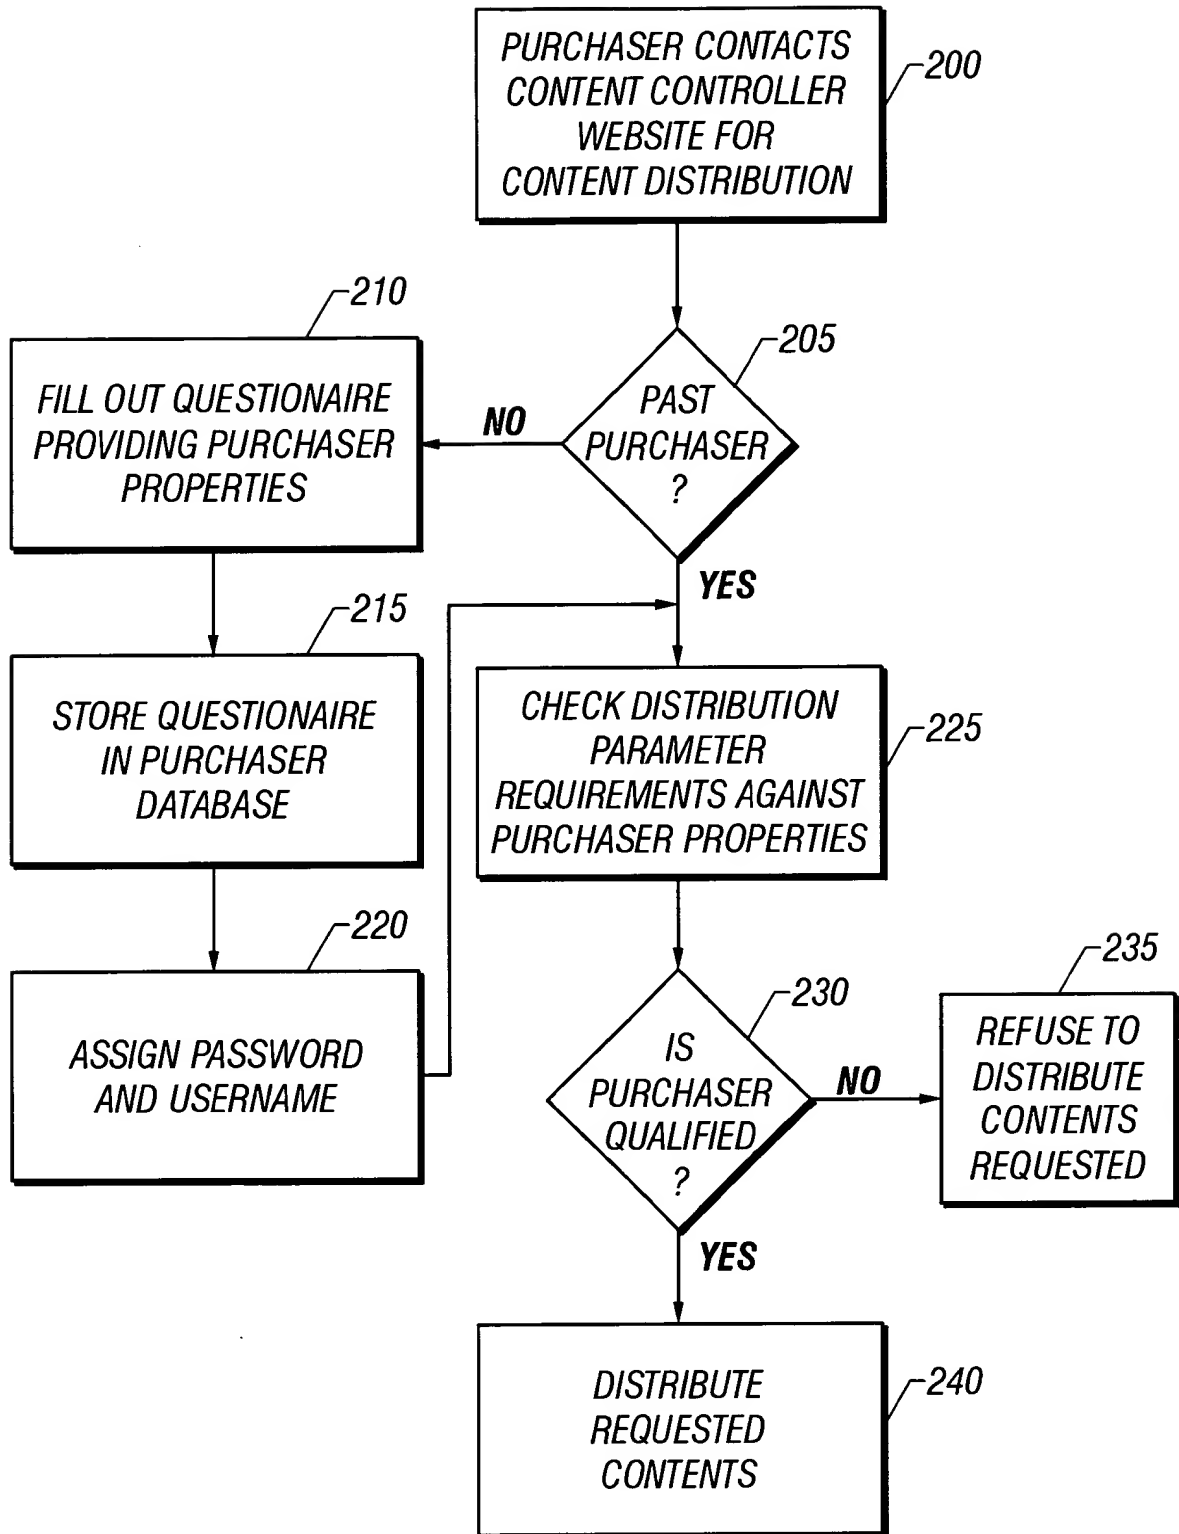 PURCHASER CONTACTS
CONTENT CONTROLLER
WEBSITE FOR
CONTENT DISTRIBUTION
200
PAST
PURCHASER
?
205
NO
YES
210
FILL OUT QUESTIONAIRE
PROVIDING PURCHASER
PROPERTIES
215
STORE QUESTIONAIRE
IN PURCHASER
DATABASE
220
ASSIGN PASSWORD
AND USERNAME
CHECK DISTRIBUTION
PARAMETER
REQUIREMENTS AGAINST
PURCHASER PROPERTIES
225
IS
PURCHASER
QUALIFIED
?
230
NO
YES
235
REFUSE TO
DISTRIBUTE
CONTENTS
REQUESTED
DISTRIBUTE
REQUESTED
CONTENTS
240